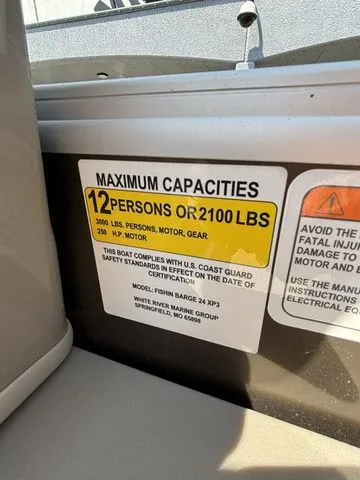 MAXIMUM CAPACITIES
12 PERSONS OR 2100 LBS
3000 LBS. PERSONS, MOTOR, GEAR
250 H.P. MOTOR
THIS BOAT COMPLIES WITH U.S. COAST GUARD
SAFETY STANDARDS IN EFFECT ON THE DATE OF
CERTIFICATION
MODEL: FISHIN BARGE 24 XP3
WHITE RIVER MARINE GROUP
SPRINGFIELD, MO 65898
AVOID THE
FATAL INJU
DAMAGE TO
MOTOR AND
USE THE MANU
INSTRUCTIONS
ELECTRICAL EQ